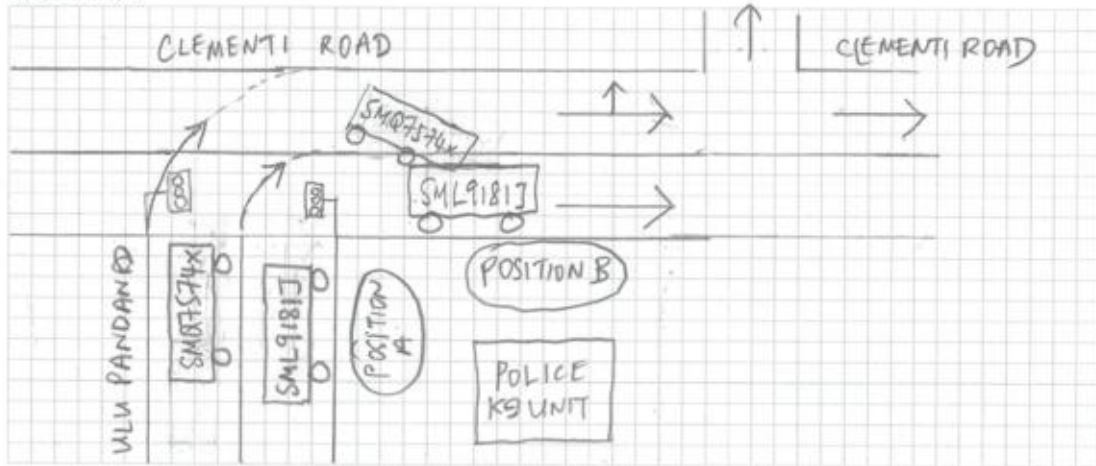 CLEMENTI ROAD
CLEMENTI ROAD
SMQ7574X
SML9181J
ULU PANDAN RD
SMQ7574X
SML9181J
POSITION
A
POSITION B
POLICE
K9 UNIT